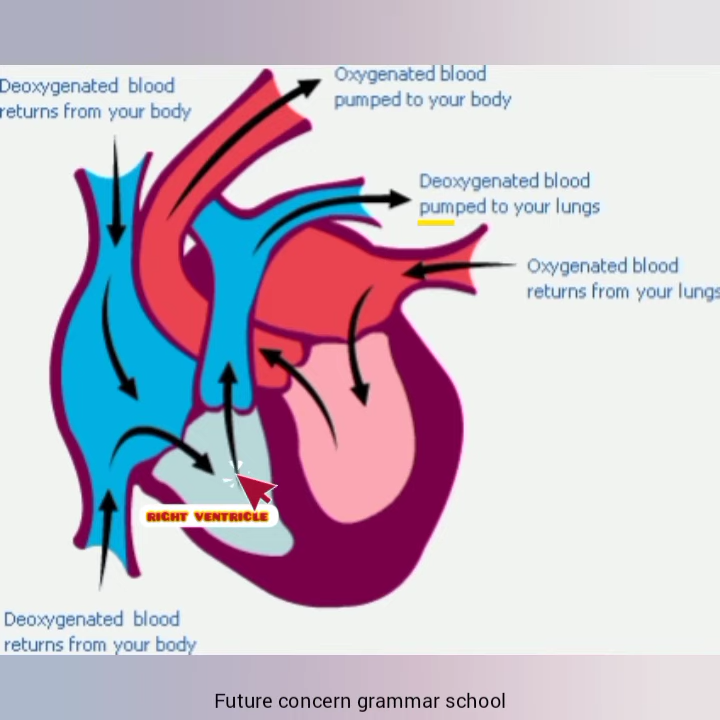 Deoxygenated blood
returns from your body
Oxygenated blood
pumped to your body
Deoxygenated blood
pumped to your lungs
Oxygenated blood
returns from your lungs
RIGHT VENTRICLE
Deoxygenated blood
returns from your body
Future concern grammar school